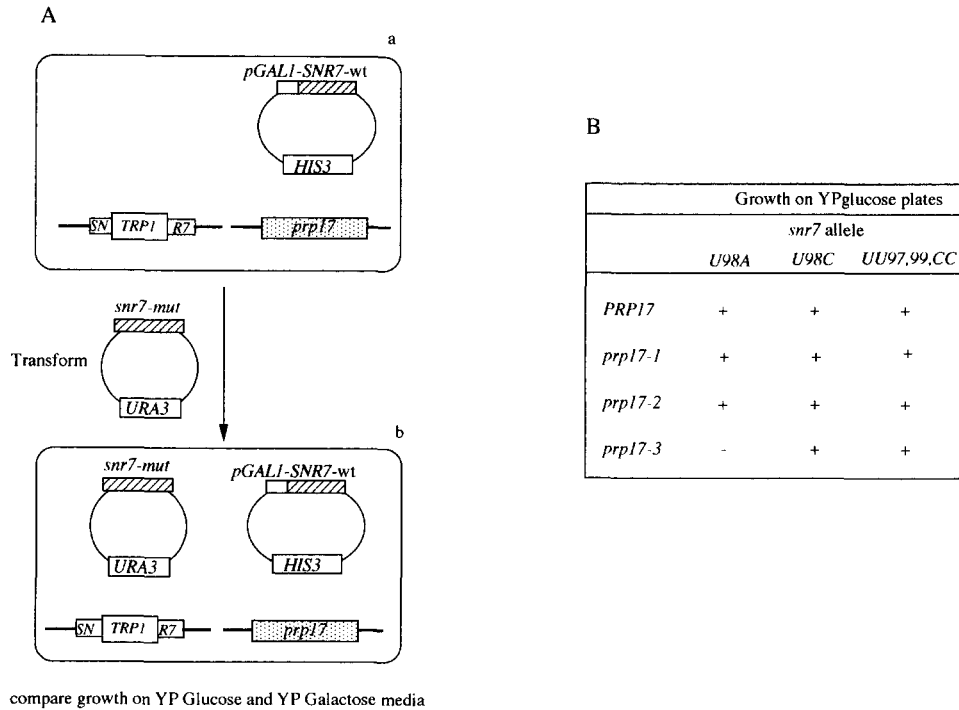 A
a
pGAL1-SNR7-wt
HIS3
SN TRP1 R7 prp17
snr7-mut
Transform
URA3
b
snr7-mut pGAL1-SNR7-wt
URA3 HIS3
SN TRP1 R7 prp17
compare growth on YP Glucose and YP Galactose media
B
Growth on YPglucose plates
snr7 allele
U98A U98C UU97,99,CC
PRP17 + + +
prp17-1 + + +
prp17-2 + + +
prp17-3 - + +